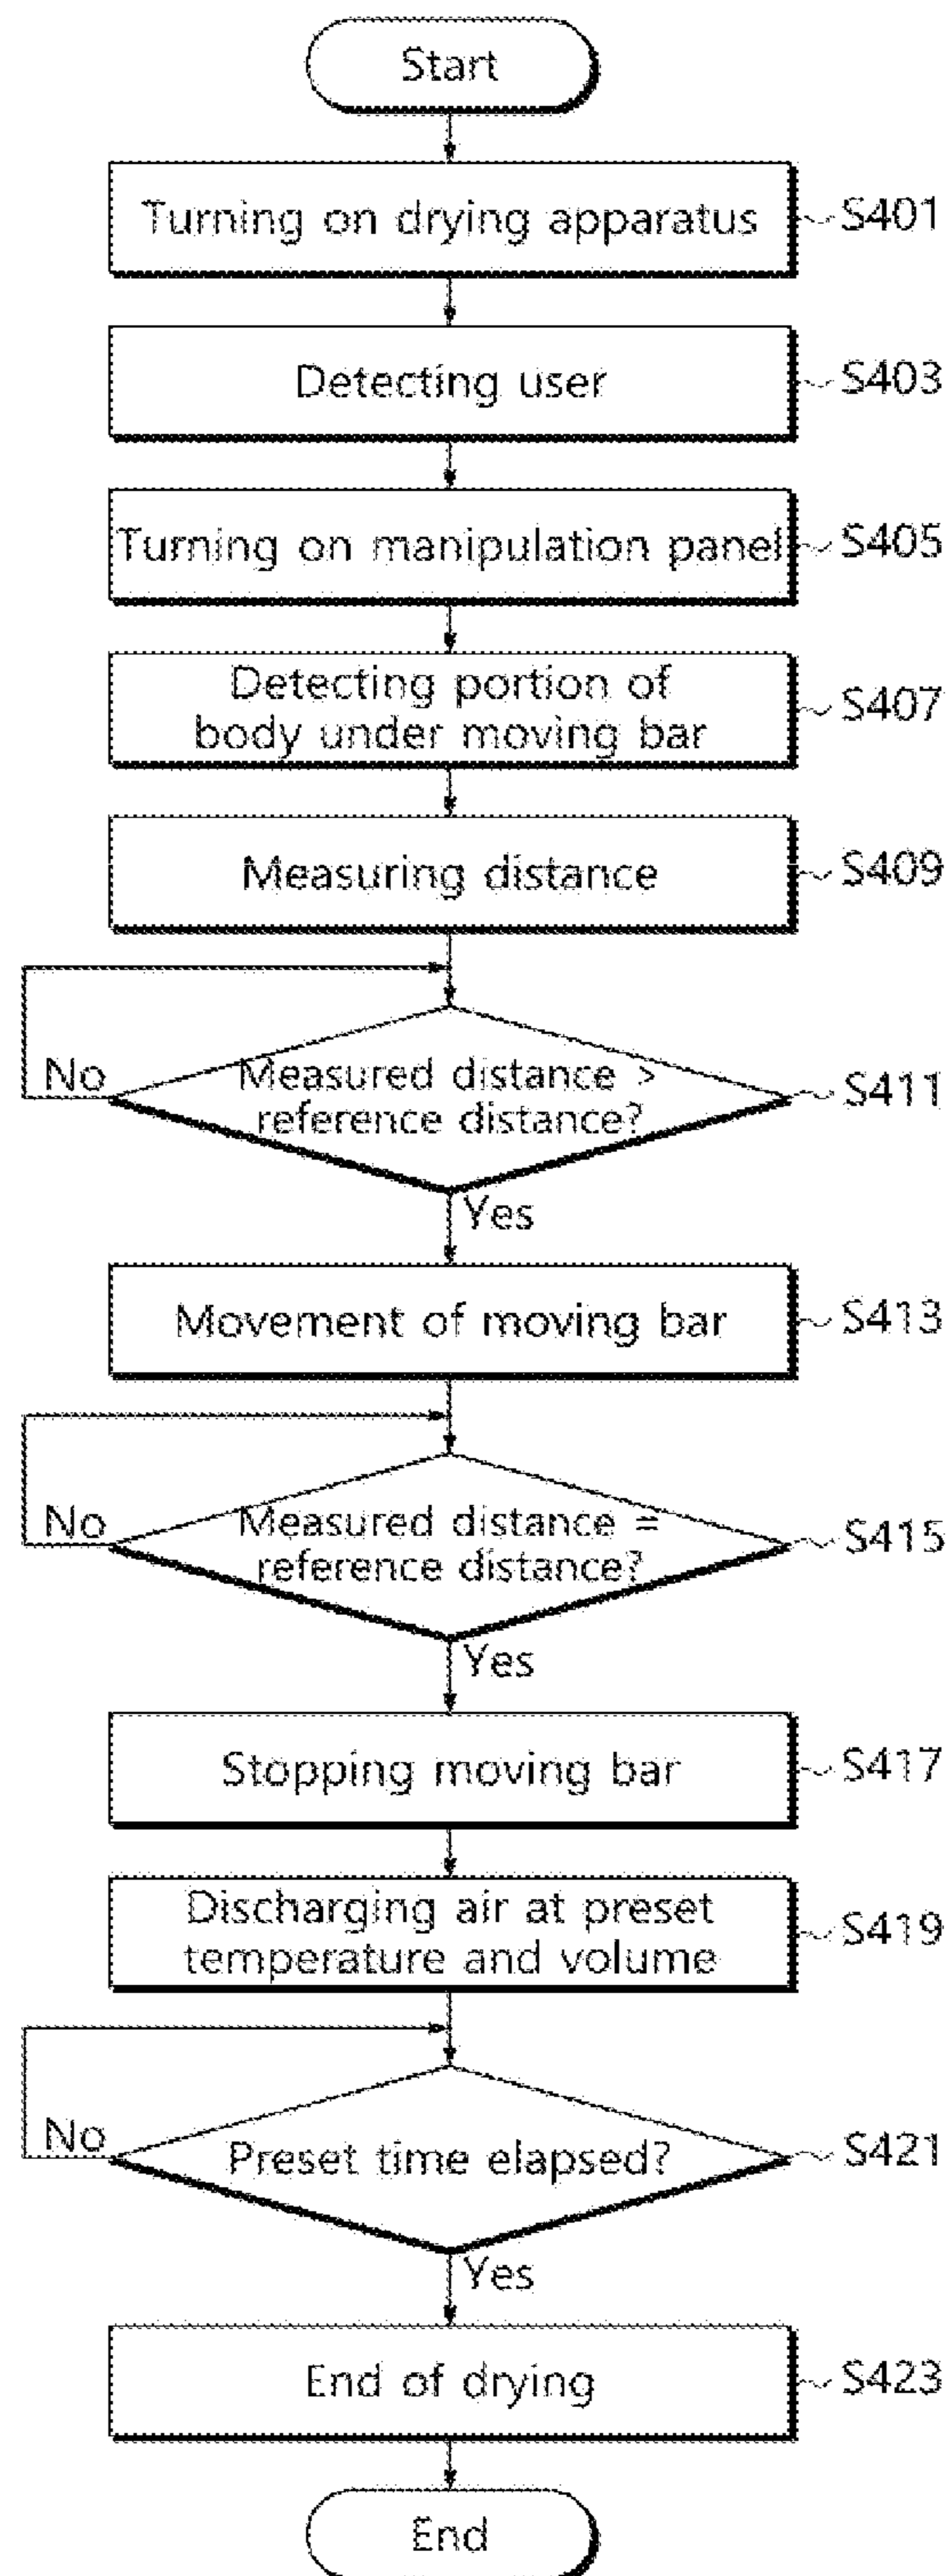 Start
Turning on drying apparatus
S401
Detecting user
S403
Turning on manipulation panel
S405
Detecting portion of
body under moving bar
S407
Measuring distance
S409
No
Measured distance >
reference distance?
S411
Yes
Movement of moving bar
S413
No
Measured distance =
reference distance?
S415
Yes
Stopping moving bar
S417
Discharging air at preset
temperature and volume
S419
No
Preset time elapsed?
S421
Yes
End of drying
S423
End